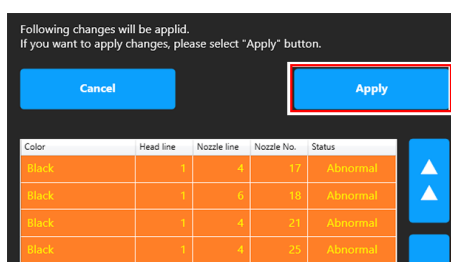 Following changes will be applid.
If you want to apply changes, please select "Apply" button.
Cancel Apply
Color Head line Nozzle line Nozzle No. Status
Black 1 4 17 Abnormal
Black 1 6 18 Abnormal
Black 1 4 21 Abnormal
Black 1 4 25 Abnormal